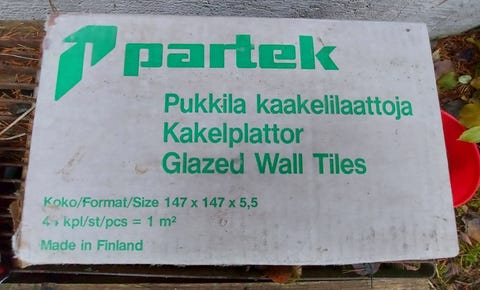 partek
Pukkila kaakelilaattoja
Kakelplattor
Glazed Wall Tiles
Koko/Format/Size 147 x 147 x 5,5
kpl/st/pcs = 1 m²
Made in Finland